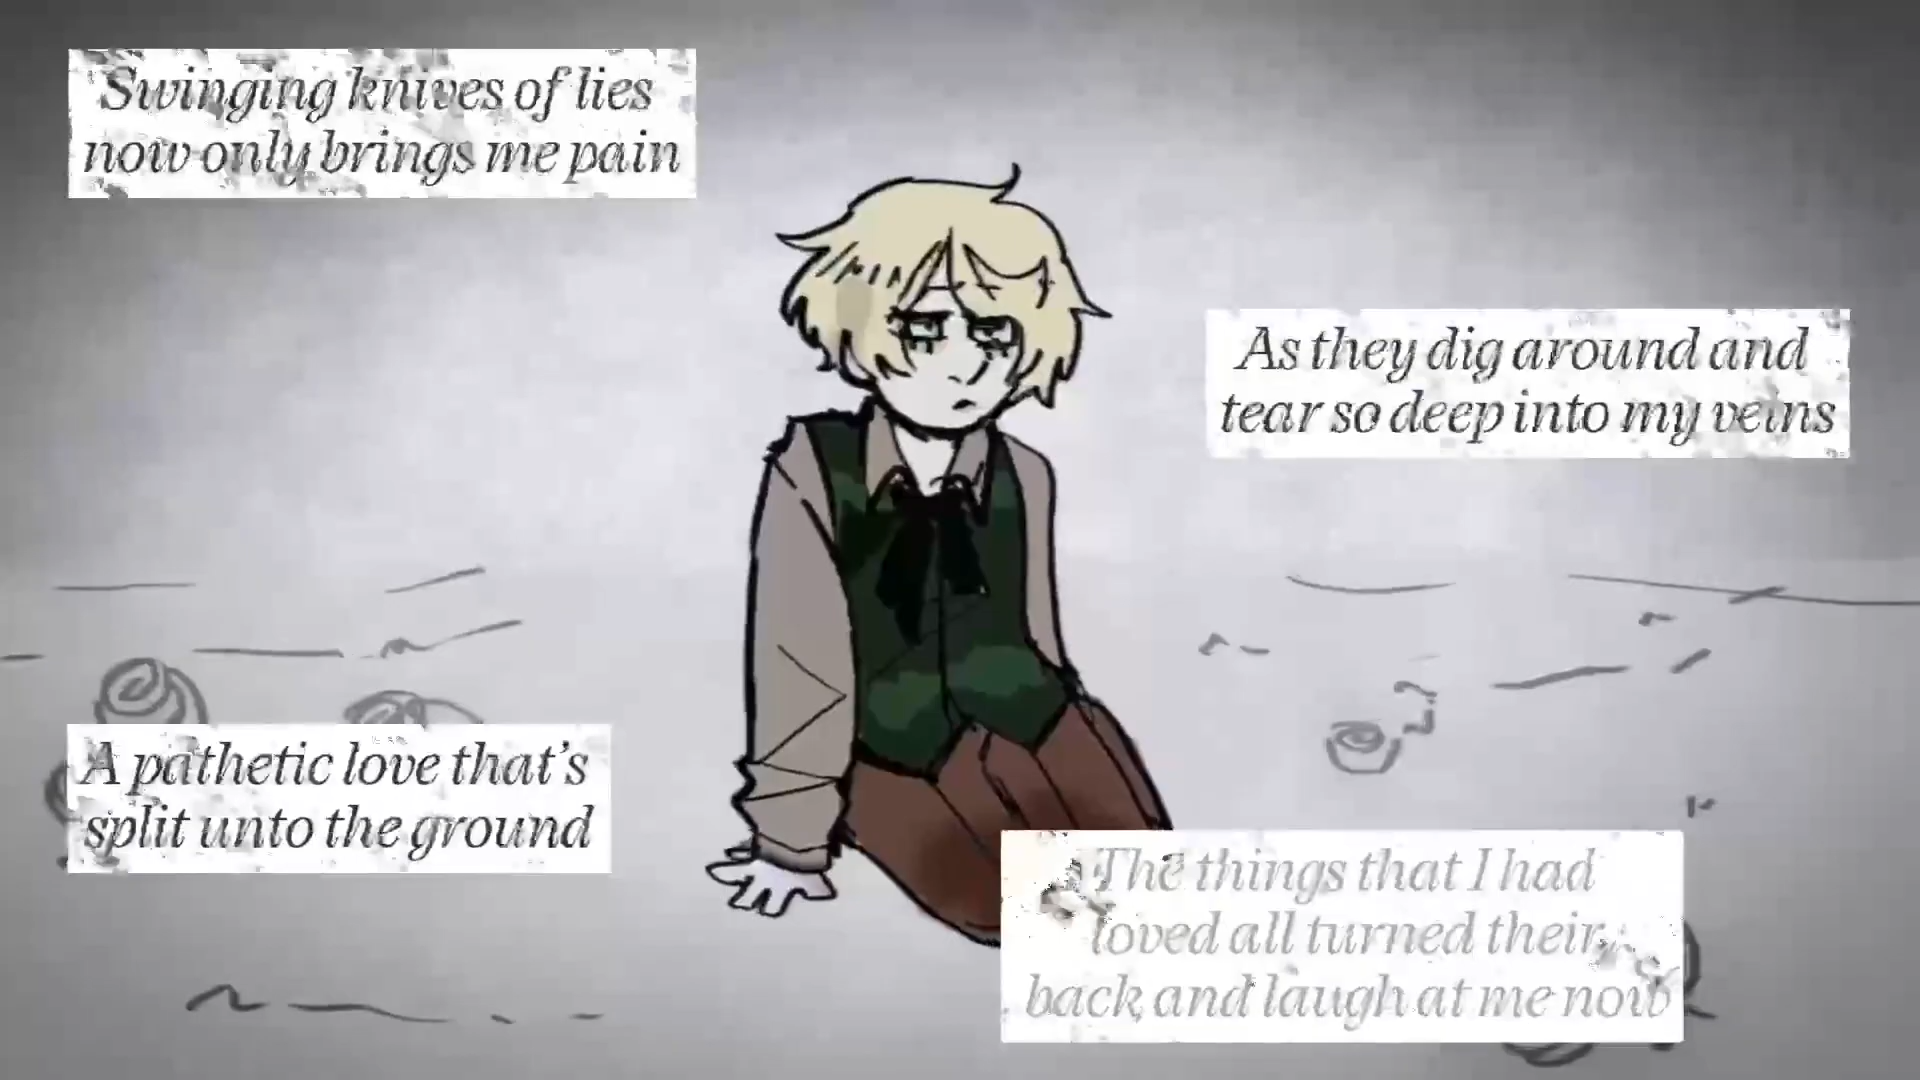 Swinging knives of lies
now only brings me pain
As they dig around and
tear so deep into my veins
A pathetic love that's
split unto the ground
The things that I had
loved all turned their
back and laugh at me now